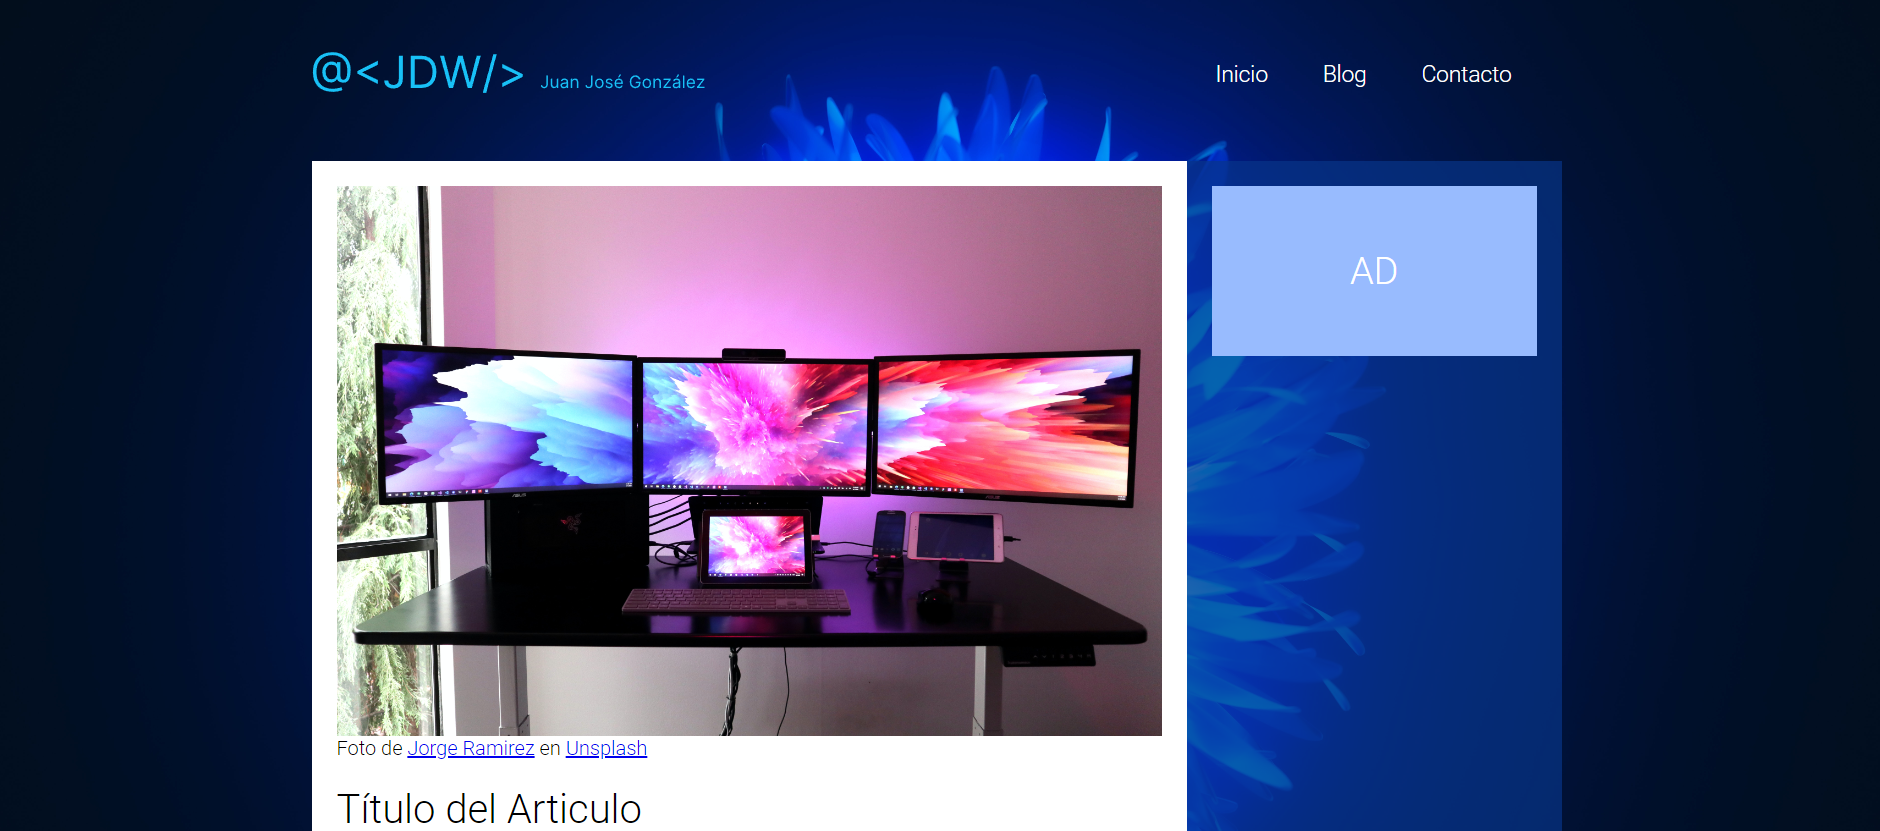 @<JDW/> Juan José González
Inicio Blog Contacto
AD
Foto de Jorge Ramirez en Unsplash
Título del Articulo